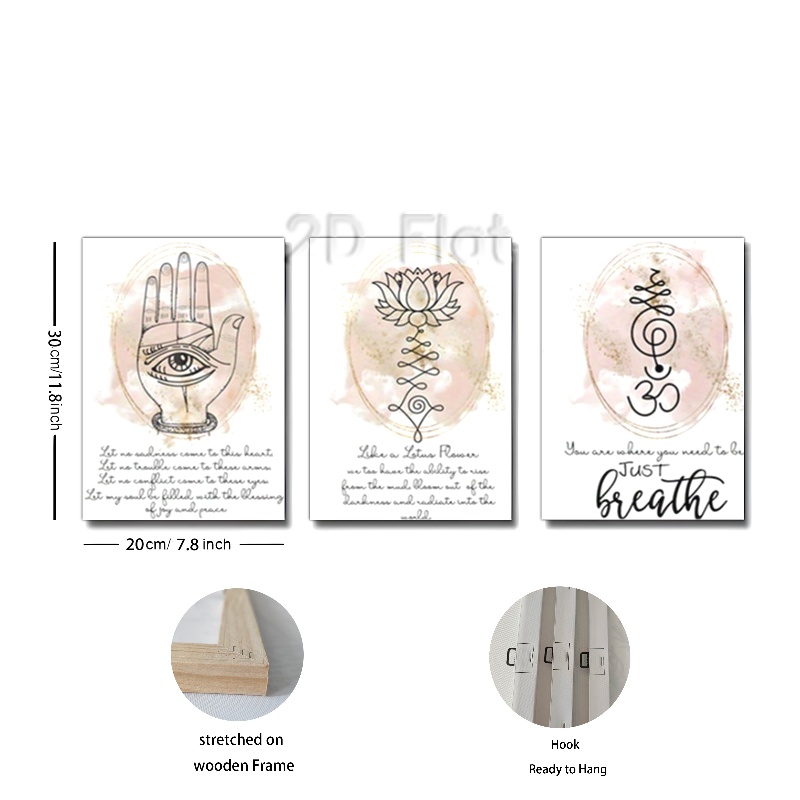 2D Flat
30cm/11.8inch
Let no sadness come to this heart
Let no trouble come to these arms
Let no conflict come to these eyes
Let my soul be filled with the blessing
of joy and peace
Like a Lotus Flower
we too have the ability to rise
from the mud bloom out of the
darkness and radiate into the
world
You are where you need to be
JUST
breathe
20cm/ 7.8 inch
stretched on
wooden Frame
Hook
Ready to Hang